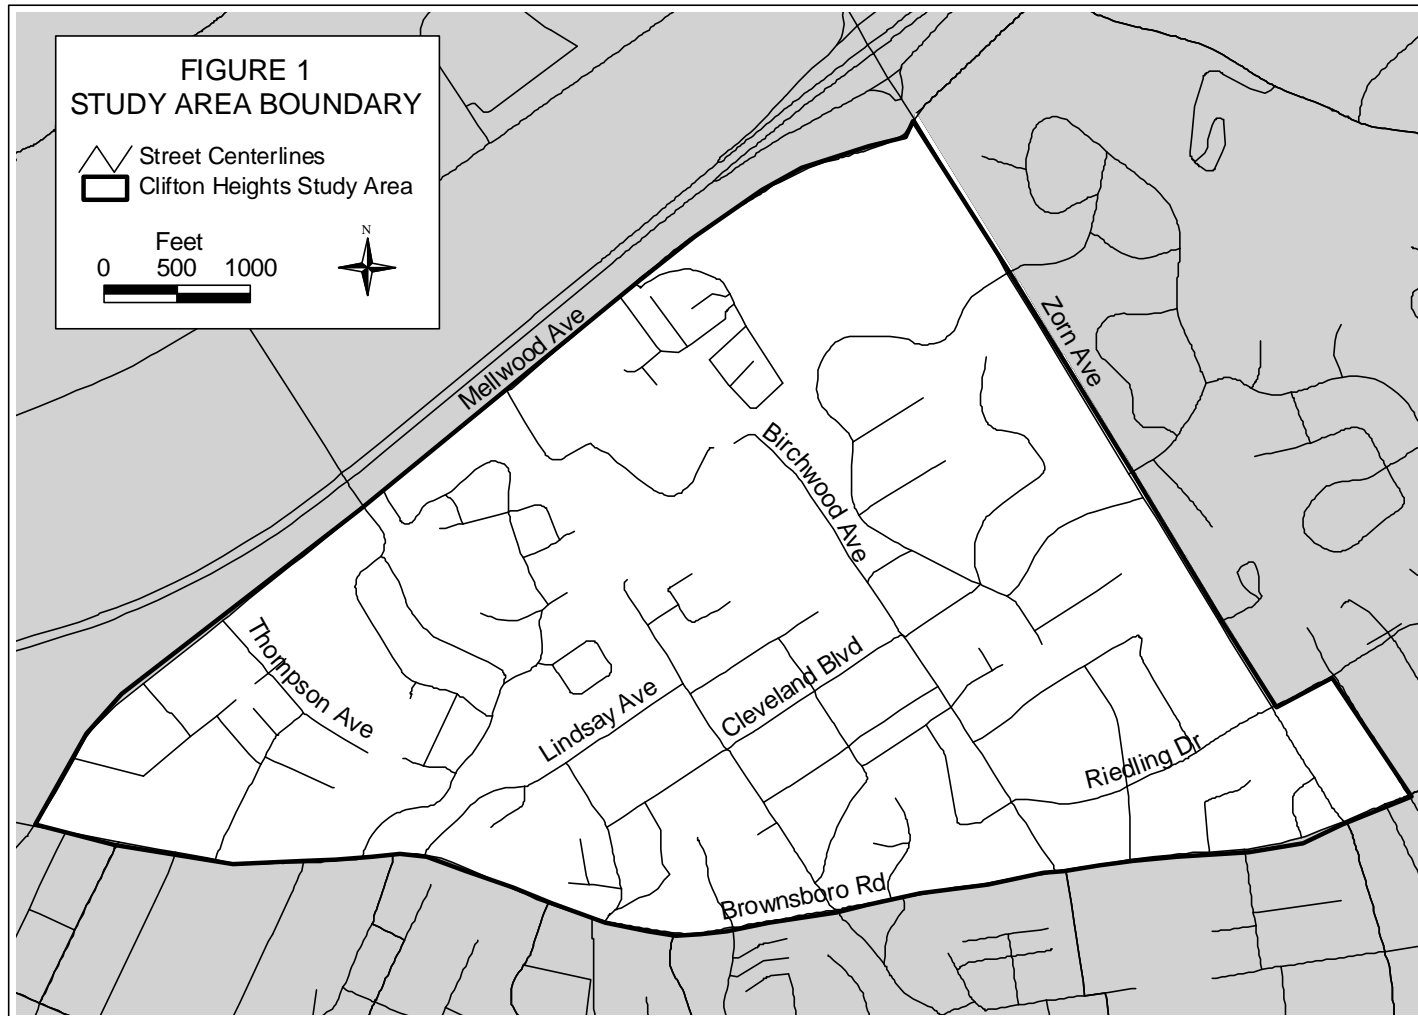 FIGURE 1
STUDY AREA BOUNDARY
Street Centerlines
Clifton Heights Study Area
Feet
0 500 1000
N
Mellwood Ave
Zorn Ave
Birchwood Ave
Thompson Ave
Lindsay Ave
Cleveland Blvd
Riedling Dr
Brownsboro Rd